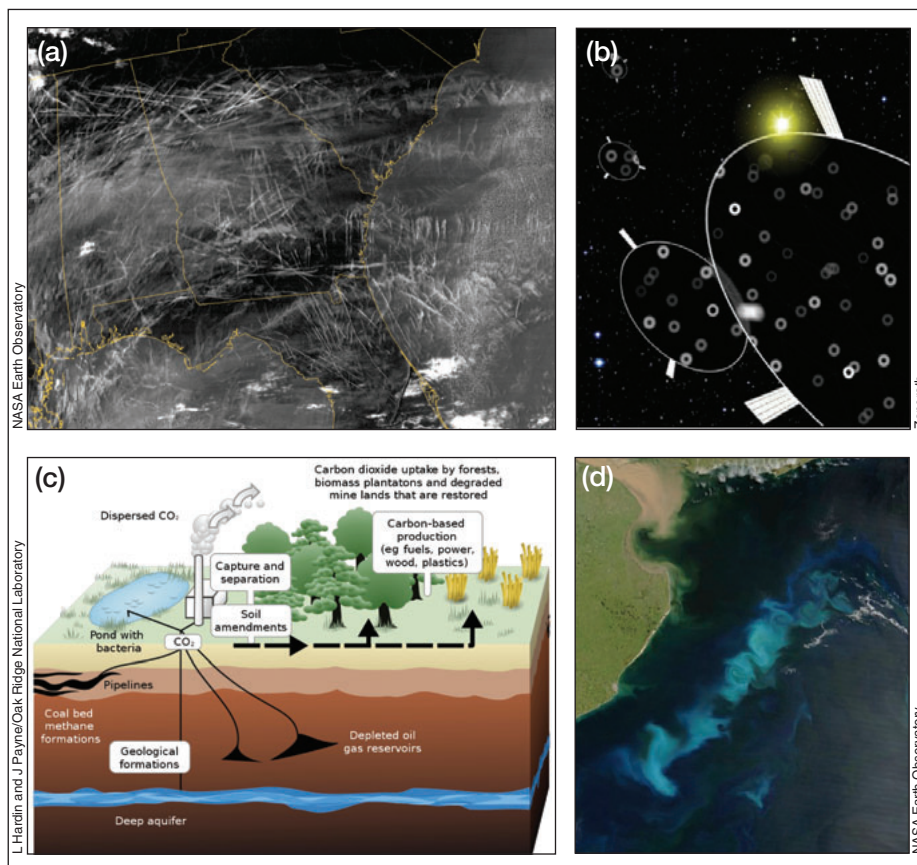 (a)
NASA Earth Observatory
(b)
(c)
L Hardin and J Payne/Oak Ridge National Laboratory
Carbon dioxide uptake by forests,
biomass plantatons and degraded
mine lands that are restored
Dispersed CO₂
Carbon-based
production
(eg fuels, power,
wood, plastics)
Capture and
separation
Soil
amendments
Pond with
bacteria
CO₂
Pipelines
Coal bed
methane
formations
Geological
formations
Depleted oil
gas reservoirs
Deep aquifer
(d)
NASA Earth Observatory